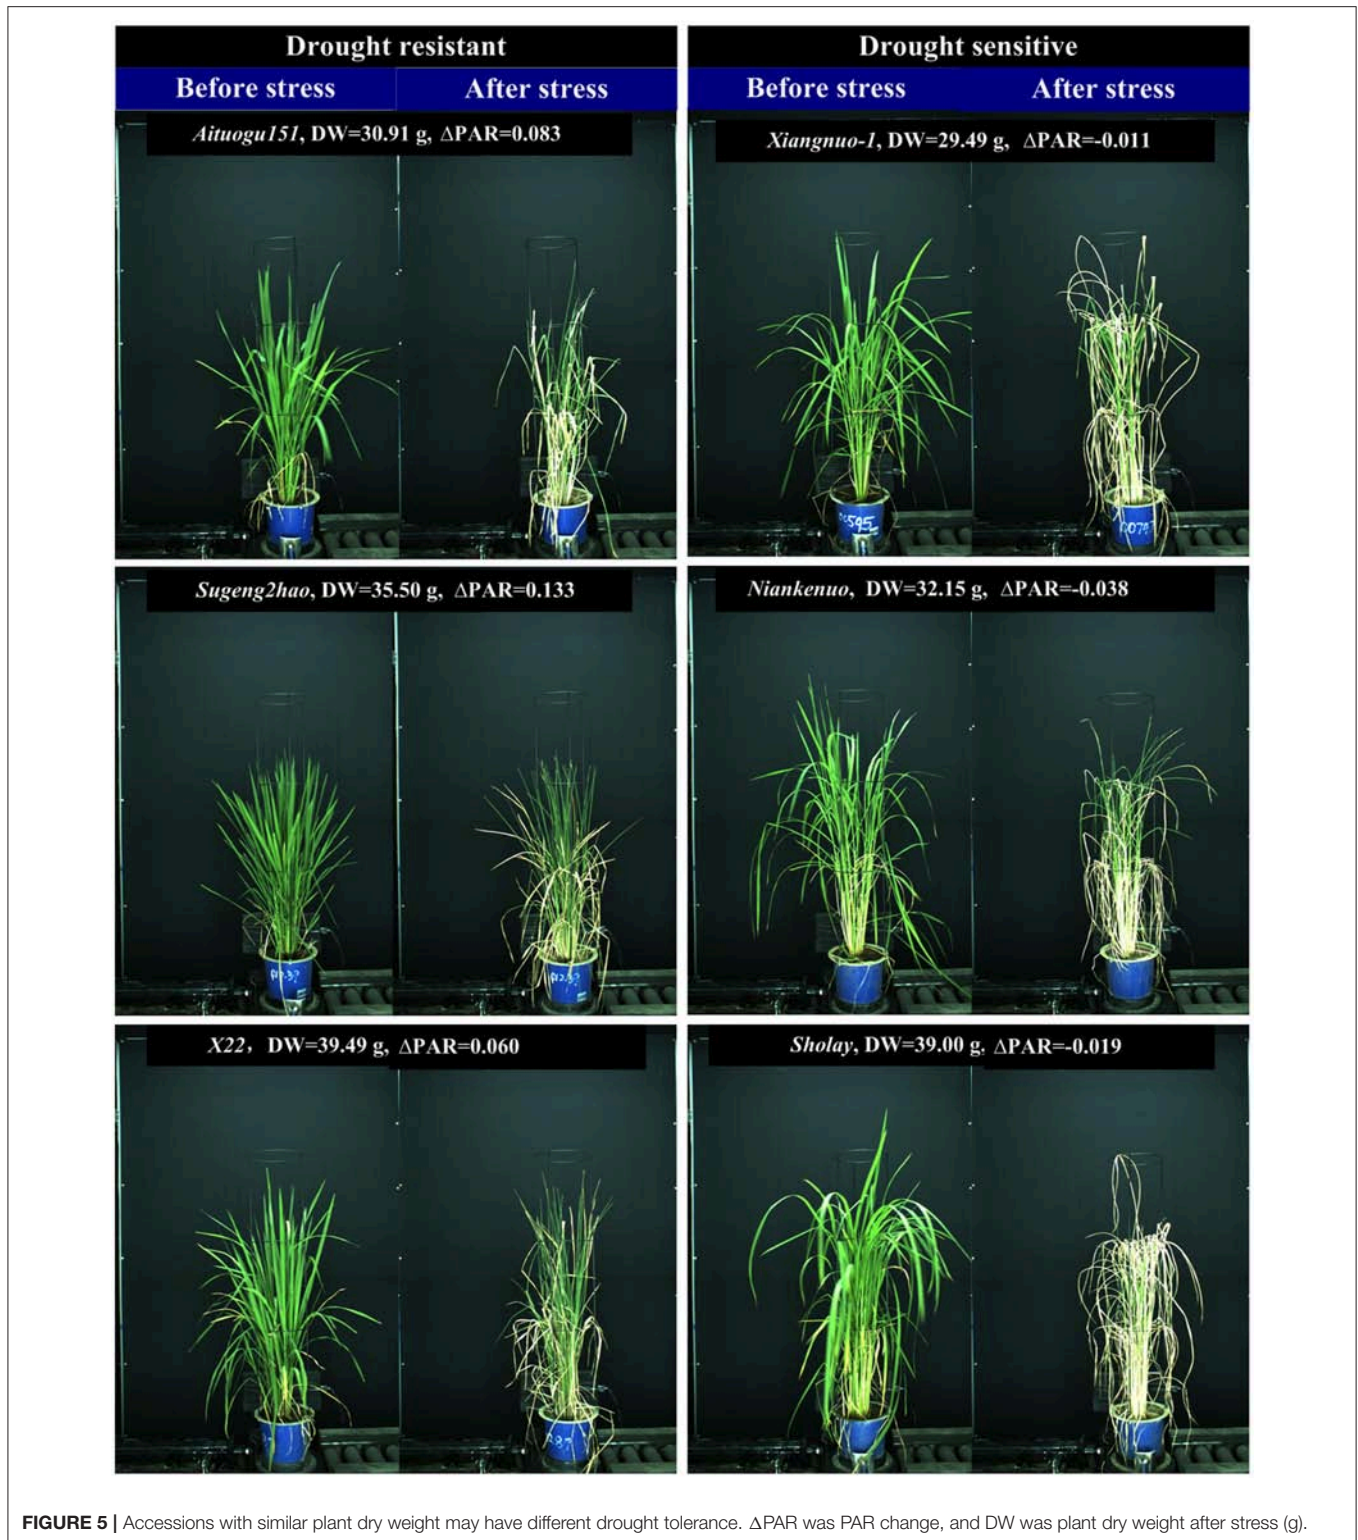 Drought resistant
Drought sensitive
Before stress
After stress
Before stress
After stress
Aituogu151, DW=30.91 g, ΔPAR=0.083
Xiangnuo-1, DW=29.49 g, ΔPAR=-0.011
Sugeng2hao, DW=35.50 g, ΔPAR=0.133
Niankenuo, DW=32.15 g, ΔPAR=-0.038
X22, DW=39.49 g, ΔPAR=0.060
Sholay, DW=39.00 g, ΔPAR=-0.019
FIGURE 5 | Accessions with similar plant dry weight may have different drought tolerance. ΔPAR was PAR change, and DW was plant dry weight after stress (g).